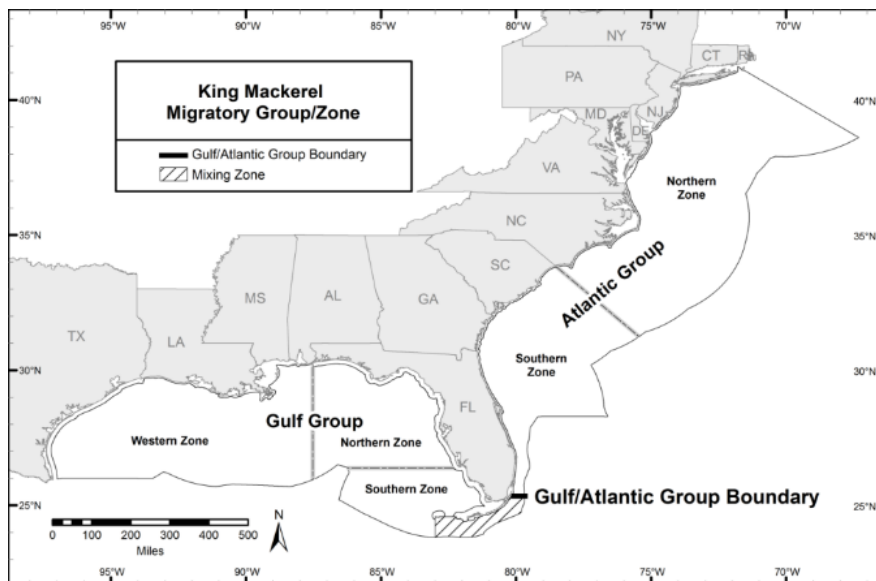 95°W 90°W 85°W 80°W 75°W 70°W
NY
CT
RI
PA
King Mackerel
Migratory Group/Zone
Gulf/Atlantic Group Boundary
Mixing Zone
40°N
40°N
NJ
MD
DE
VA
Northern
Zone
NC
35°N
35°N
SC
Atlantic Group
MS
AL
GA
TX
LA
Southern
Zone
30°N
30°N
FL
Gulf Group
Western Zone
Northern Zone
Southern Zone
Gulf/Atlantic Group Boundary
25°N
25°N
N
0 100 200 300 400 500
Miles
95°W 90°W 85°W 80°W 75°W 70°W